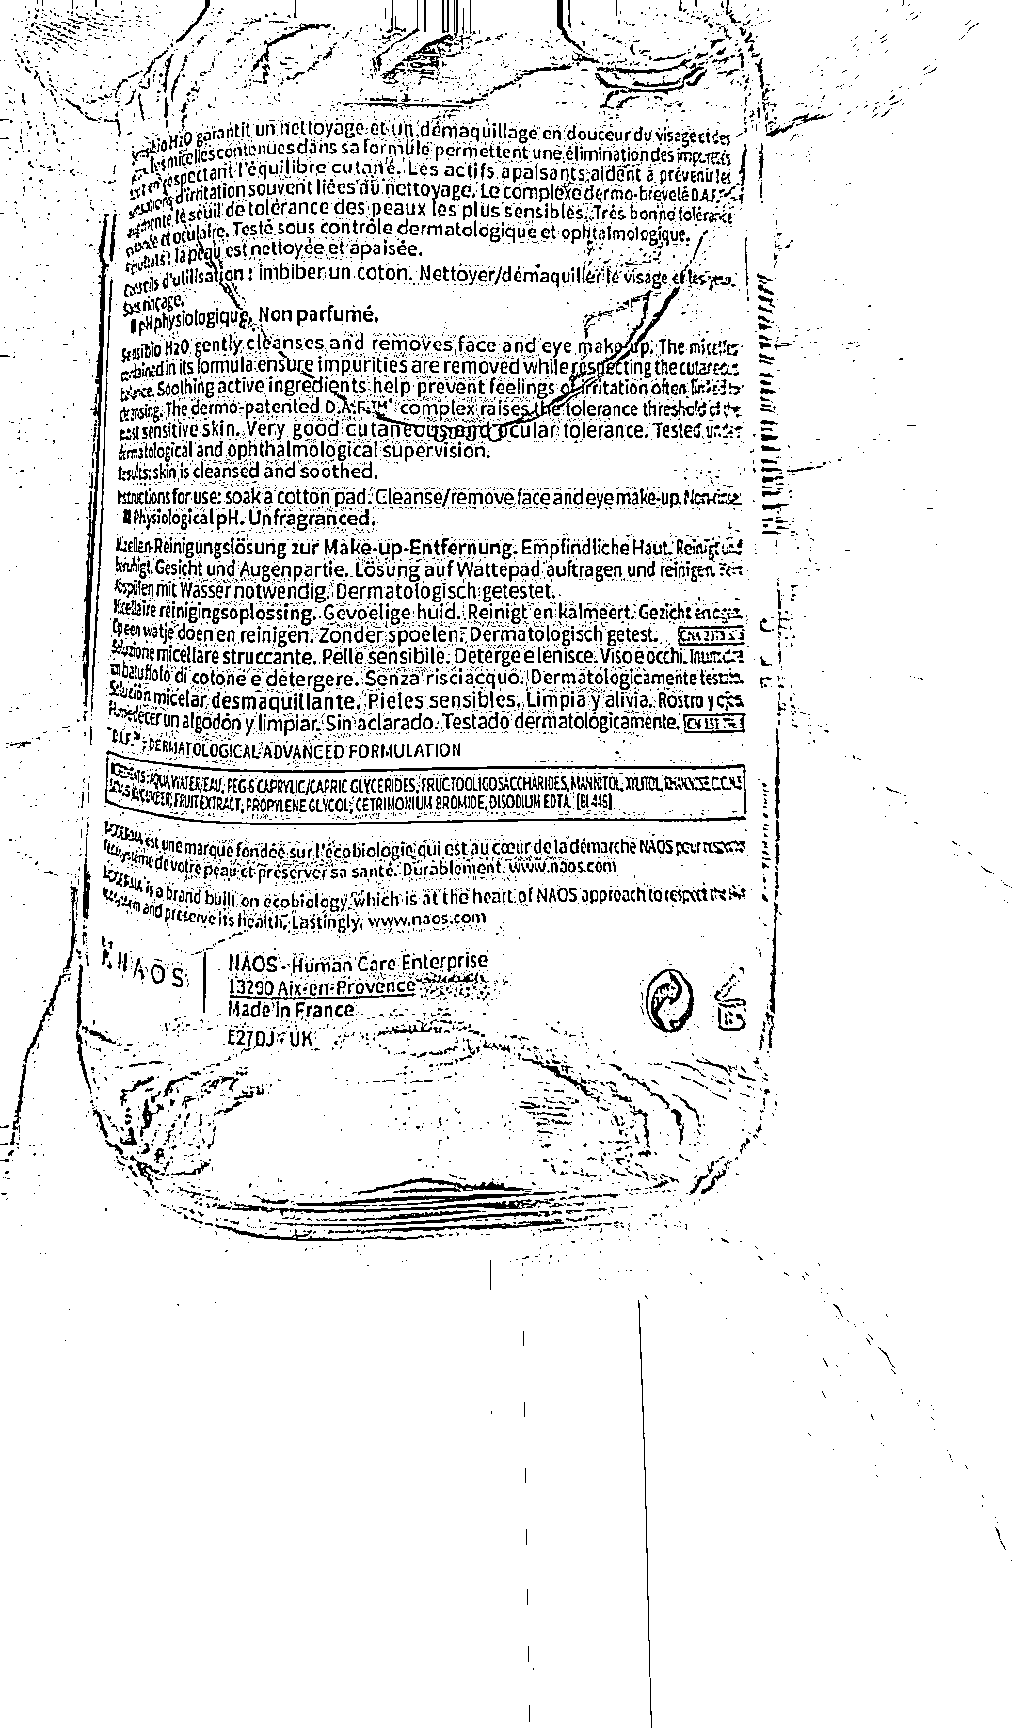 Sensibio H2O garantit un nettoyage et un démaquillage en douceur du visage et des
les micelles contenues dans sa formule permettent une élimination des impuretés
respectant l'équilibre cutané. Les actifs apaisants aident à prévenir les
d'irritation souvent liées au nettoyage. Le complexe dermo-breveté D.A.F.
le seuil de tolérance des peaux les plus sensibles. Très bonne tolérance
et oculaire. Testé sous contrôle dermatologique et ophtalmologique.
la peau est nettoyée et apaisée.
Conseils d'utilisation : imbiber un coton. Nettoyer/démaquiller le visage et les yeux.
Sans rinçage.
pH physiologique. Non parfumé.
Sensibio H2O gently cleanses and removes face and eye make-up. The micelles
contained in its formula ensure impurities are removed while respecting the cutaneous
balance. Soothing active ingredients help prevent feelings of irritation often linked to
cleansing. The dermo-patented D.A.F.™ complex raises the tolerance threshold of the
most sensitive skin. Very good cutaneous and ocular tolerance. Tested under
dermatological and ophthalmological supervision.
Results: skin is cleansed and soothed.
Instructions for use: soak a cotton pad. Cleanse/remove face and eye make-up. Non-rinse.
Physiological pH. Unfragranced.
Mizellen-Reinigungslösung zur Make-up-Entfernung. Empfindliche Haut. Reinigt und
beruhigt. Gesicht und Augenpartie. Lösung auf Wattepad auftragen und reinigen. Kein
Abspülen mit Wasser notwendig. Dermatologisch getestet.
Micellaire reinigingsoplossing. Gevoelige huid. Reinigt en kalmeert. Gezicht en ogen.
Op een watje doen en reinigen. Zonder spoelen. Dermatologisch getest.
Soluzione micellare struccante. Pelle sensibile. Deterge e lenisce. Viso e occhi. Inumidire
un batuffolo di cotone e detergere. Senza risciacquo. Dermatologicamente testato.
Solución micelar desmaquillante. Pieles sensibles. Limpia y alivia. Rostro y ojos.
Humedecer un algodón y limpiar. Sin aclarado. Testado dermatológicamente.
D.A.F.™: DERMATOLOGICAL ADVANCED FORMULATION
INGREDIENTS: AQUA/WATER/EAU, PEG-6 CAPRYLIC/CAPRIC GLYCERIDES, FRUCTOOLIGOSACCHARIDES, MANNITOL, XYLITOL, RHAMNOSE, CUCUMIS
SATIVUS (CUCUMBER) FRUIT EXTRACT, PROPYLENE GLYCOL, CETRIMONIUM BROMIDE, DISODIUM EDTA. [BI 446]
BIODERMA est une marque fondée sur l'écobiologie qui est au cœur de la démarche NAOS pour respecter
l'écosystème de votre peau et préserver sa santé. Durablement. www.naos.com
BIODERMA is a brand built on ecobiology which is at the heart of NAOS approach to respect the skin
ecosystem and preserve its health. Lastingly. www.naos.com
NAOS
NAOS - Human Care Enterprise
13290 Aix-en-Provence
Made in France
E27DJ - UK